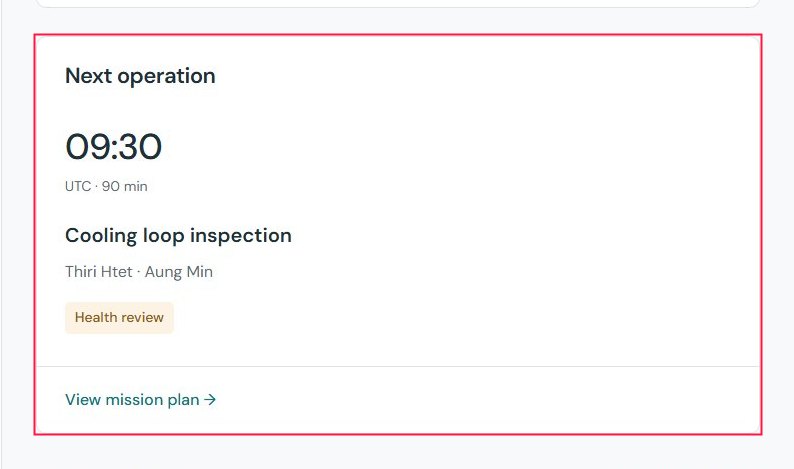 Next operation
09:30
UTC · 90 min
Cooling loop inspection
Thiri Htet · Aung Min
Health review
View mission plan →